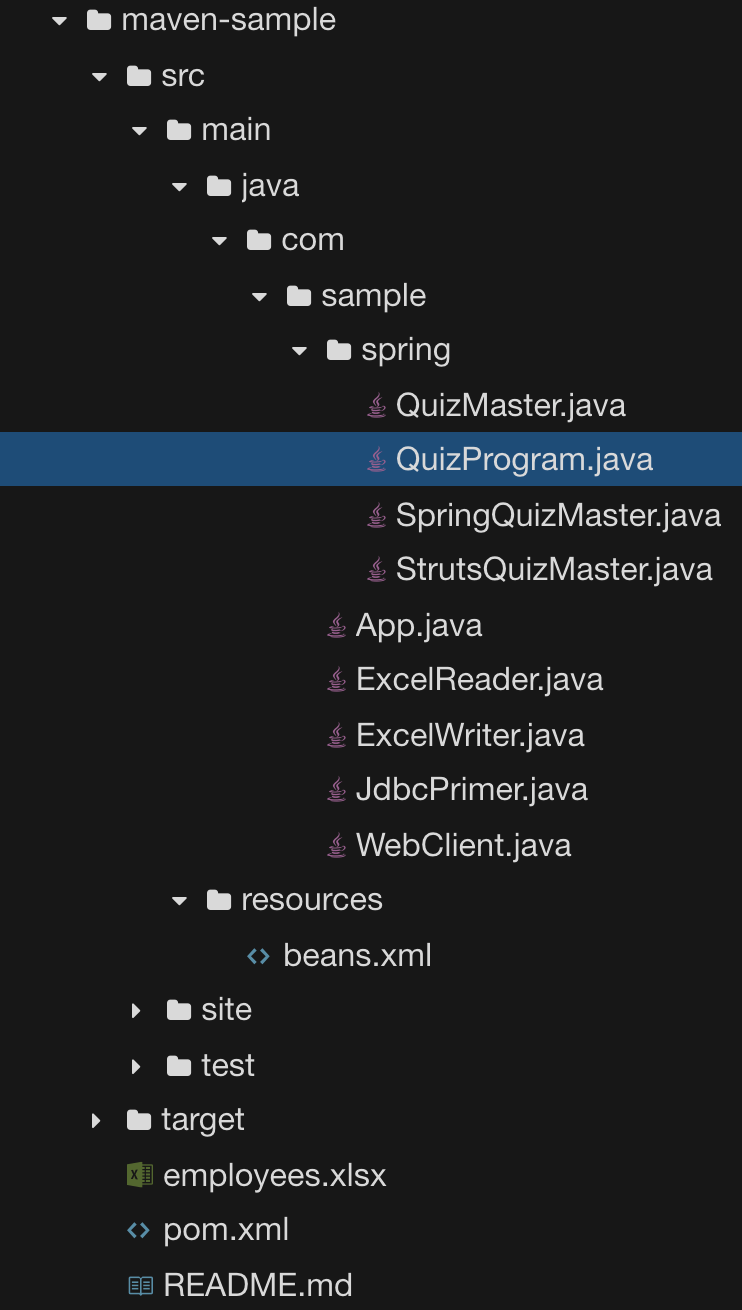 maven-sample
src
main
java
com
sample
spring
QuizMaster.java
QuizProgram.java
SpringQuizMaster.java
StrutsQuizMaster.java
App.java
ExcelReader.java
ExcelWriter.java
JdbcPrimer.java
WebClient.java
resources
beans.xml
site
test
target
employees.xlsx
pom.xml
README.md